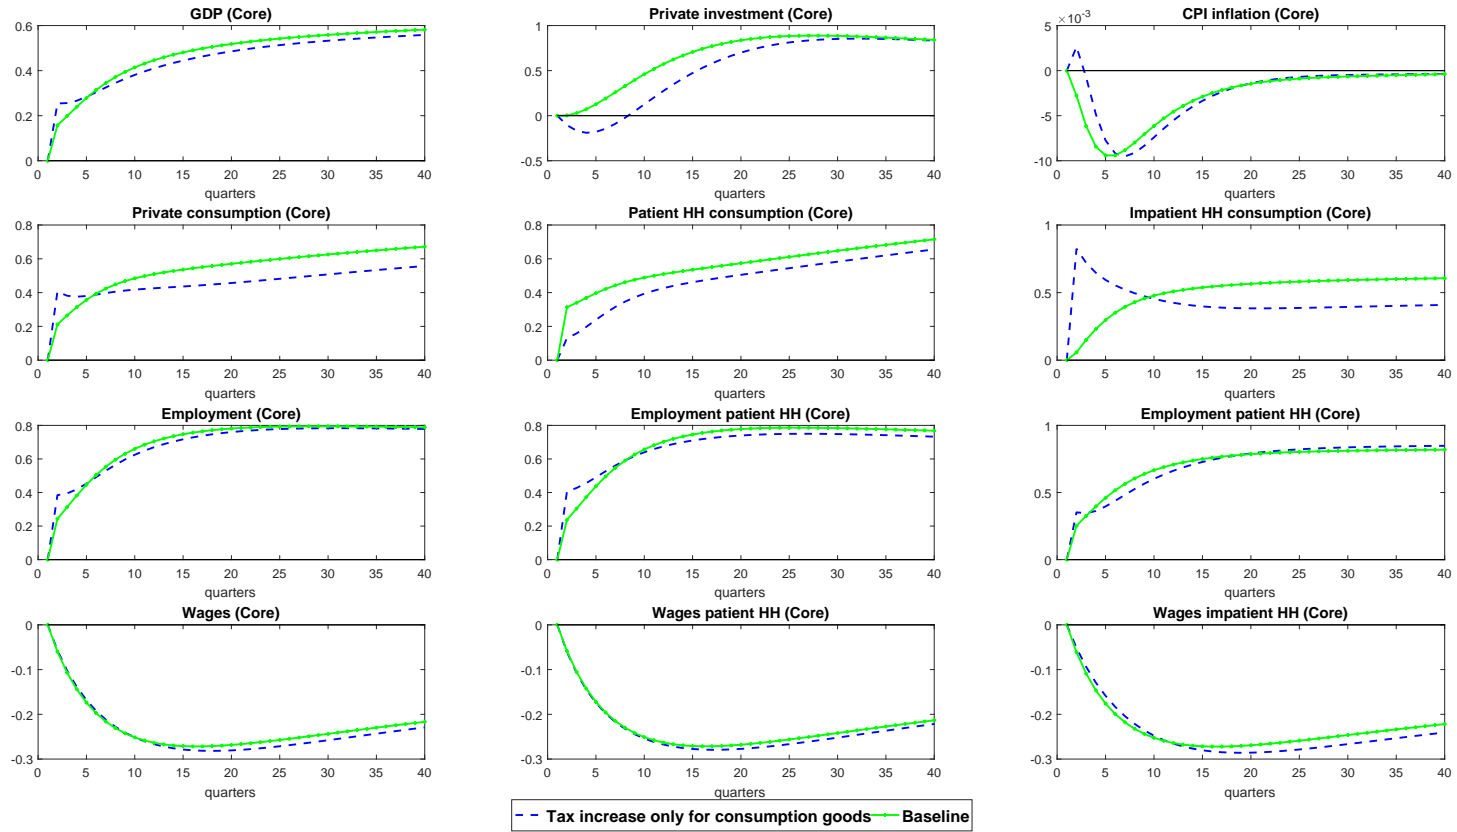 GDP (Core)
0.6
0.4
0.2
0
0 5 10 15 20 25 30 35 40
quarters
Private investment (Core)
1
0.5
0
-0.5
0 5 10 15 20 25 30 35 40
quarters
CPI inflation (Core)
×10⁻³
5
0
-5
-10
0 5 10 15 20 25 30 35 40
quarters
Private consumption (Core)
0.8
0.6
0.4
0.2
0
0 5 10 15 20 25 30 35 40
quarters
Patient HH consumption (Core)
0.8
0.6
0.4
0.2
0
0 5 10 15 20 25 30 35 40
quarters
Impatient HH consumption (Core)
1
0.5
0
0 5 10 15 20 25 30 35 40
quarters
Employment (Core)
0.8
0.6
0.4
0.2
0
0 5 10 15 20 25 30 35 40
quarters
Employment patient HH (Core)
0.8
0.6
0.4
0.2
0
0 5 10 15 20 25 30 35 40
quarters
Employment patient HH (Core)
1
0.5
0
0 5 10 15 20 25 30 35 40
quarters
Wages (Core)
0
-0.1
-0.2
-0.3
0 5 10 15 20 25 30 35 40
quarters
Wages patient HH (Core)
0
-0.1
-0.2
-0.3
0 5 10 15 20 25 30 35 40
quarters
Wages impatient HH (Core)
0
-0.1
-0.2
-0.3
0 5 10 15 20 25 30 35 40
quarters
Tax increase only for consumption goods Baseline